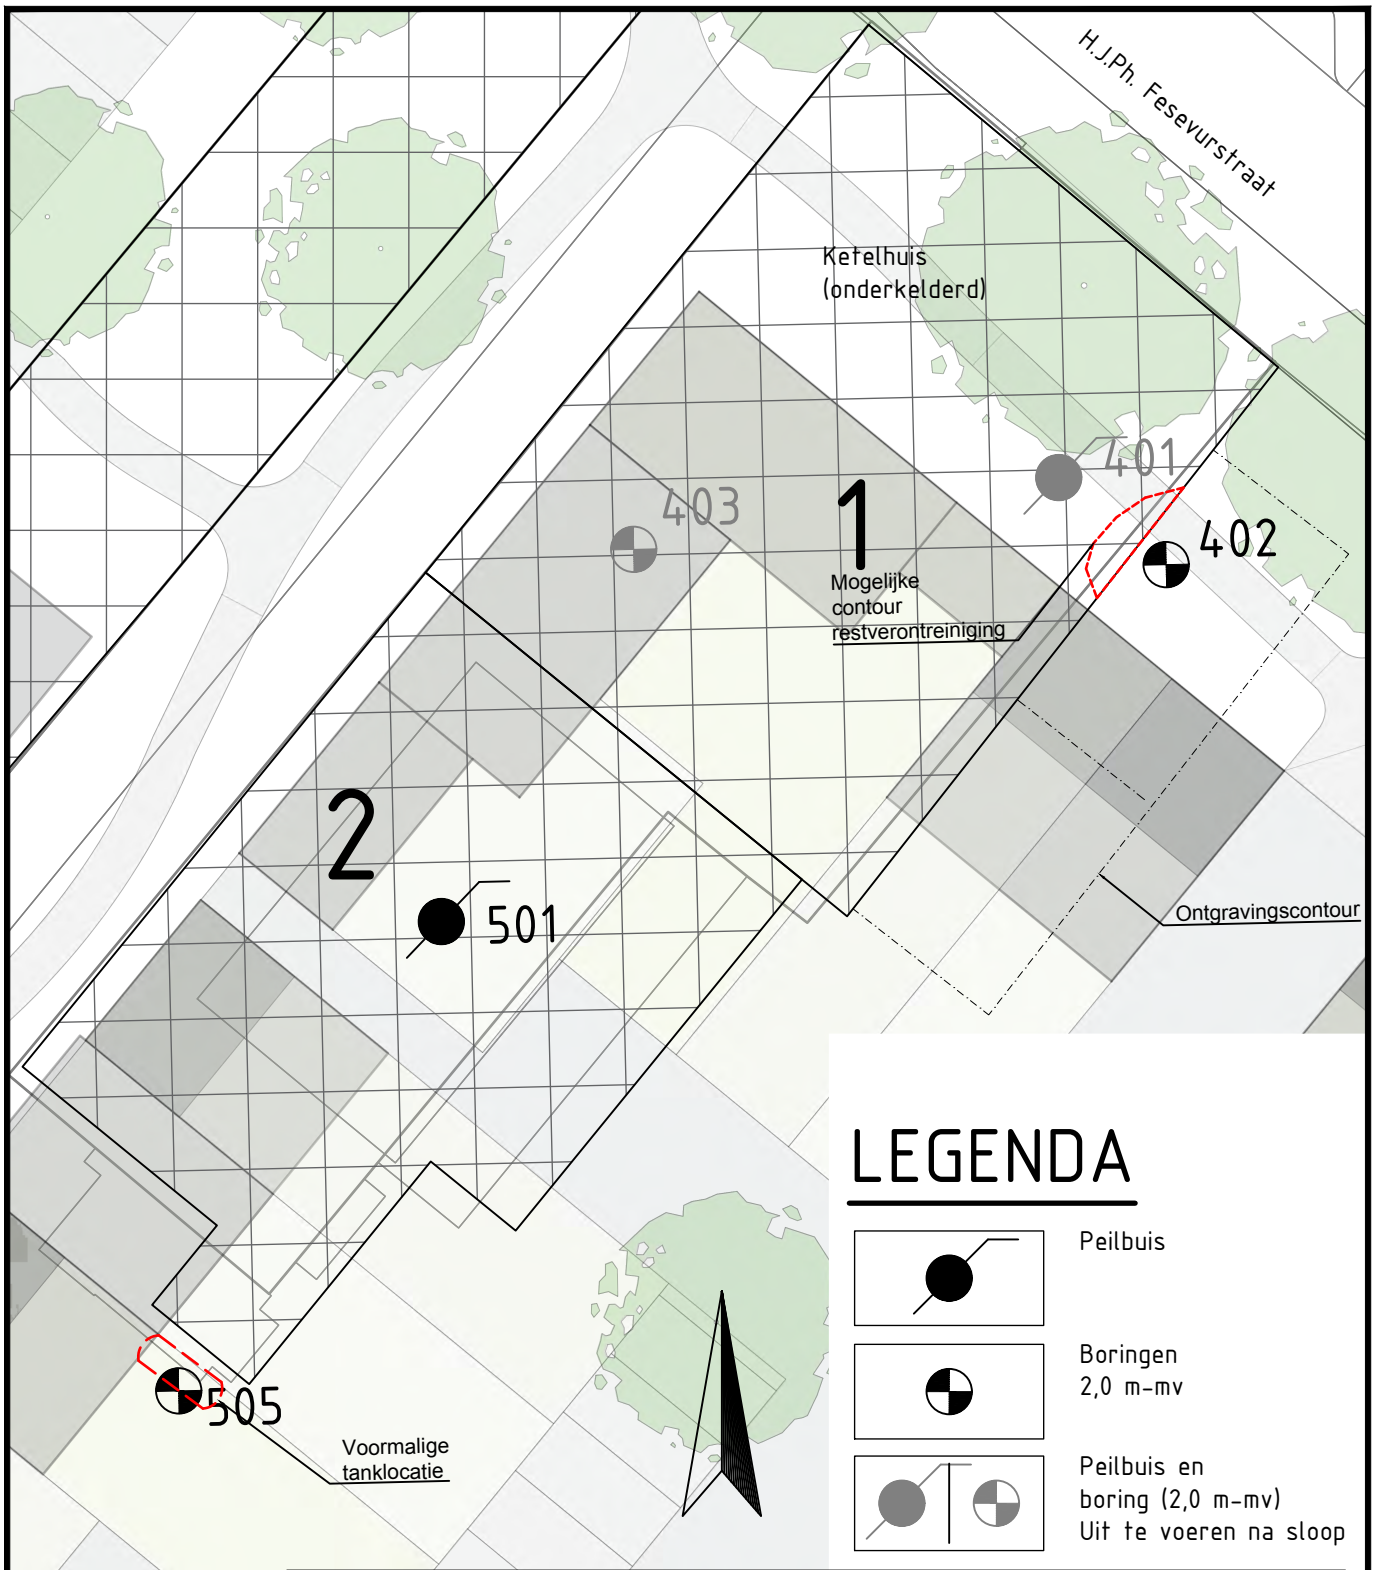 H.J.Ph. Fesevurstraat
Ketelhuis
(onderkelderd)
401
403
1
402
Mogelijke
contour
restverontreiniging
2
501
Ontgravingscontour
505
Voormalige
tanklocatie
LEGENDA
Peilbuis
Boringen
2,0 m-mv
Peilbuis en
boring (2,0 m-mv)
Uit te voeren na sloop